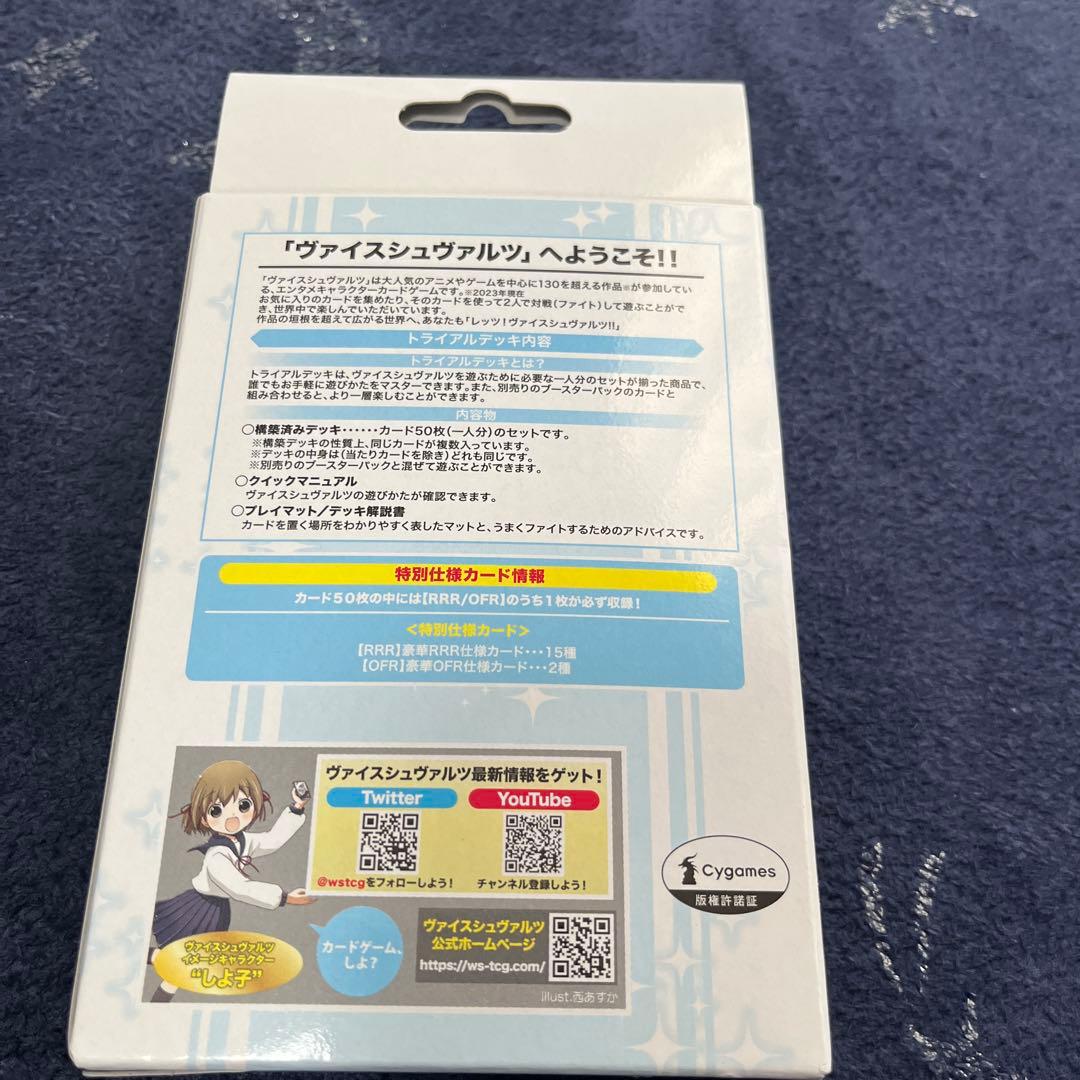 「ヴァイスシュヴァルツ」へようこそ!!
「ヴァイスシュヴァルツ」は大人気のアニメやゲームを中心に130を超える作品※が参加してい
る、エンタメキャラクターカードゲームです。※2023年現在
お気に入りのカードを集めたり、そのカードを使って2人で対戦(ファイト)して遊ぶことがで
き、世界中で楽しんでいただいています。
作品の垣根を超えて広がる世界へ、あなたも「レッツ!ヴァイスシュヴァルツ!!」
トライアルデッキ内容
トライアルデッキとは?
トライアルデッキは、ヴァイスシュヴァルツを遊ぶために必要な一人分のセットが揃った商品で、
誰でもお手軽に遊びかたをマスターできます。また、別売りのブースターパックのカードと
組み合わせると、より一層楽しむことができます。
内容物
○構築済みデッキ……カード50枚(一人分)のセットです。
※構築デッキの性質上、同じカードが複数入っています。
※デッキの中身は(当たりカードを除き)どれも同じです。
※別売りのブースターパックと混ぜて遊ぶことができます。
○クイックマニュアル
ヴァイスシュヴァルツの遊びかたが確認できます。
○プレイマット/デッキ解説書
カードを置く場所をわかりやすく表したマットと、うまくファイトするためのアドバイスです。
特別仕様カード情報
カード50枚の中には【RRR/OFR】のうち1枚が必ず収録!
<特別仕様カード>
【RRR】豪華RRR仕様カード・・・15種
【OFR】豪華OFR仕様カード・・・2種
ヴァイスシュヴァルツ最新情報をゲット!
Twitter
YouTube
@wstcgをフォローしよう!
チャンネル登録しよう!
Cygames
版権許諾証
ヴァイスシュヴァルツ
イメージキャラクター
"しよ子"
カードゲーム、
しよ?
ヴァイスシュヴァルツ
公式ホームページ
https://ws-tcg.com/
illust.西あすか